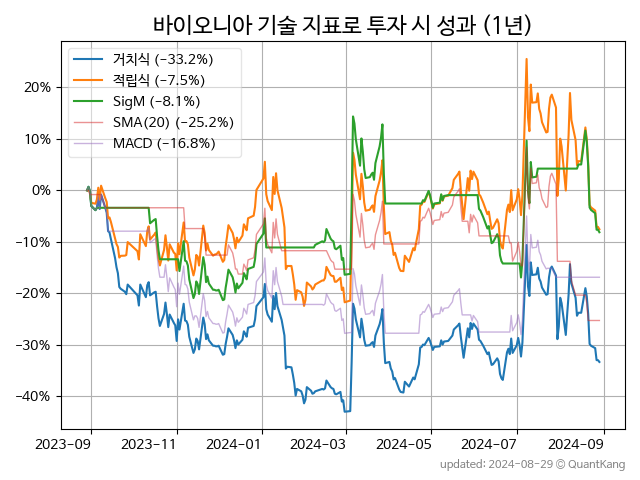 바이오니아 기술 지표로 투자 시 성과 (1년)
거치식 (−33.2%)
적립식 (−7.5%)
SigM (−8.1%)
SMA(20) (−25.2%)
MACD (−16.8%)
20%
10%
0%
−10%
−20%
−30%
−40%
2023-09 2023-11 2024-01 2024-03 2024-05 2024-07 2024-09
updated: 2024-08-29 © QuantKang